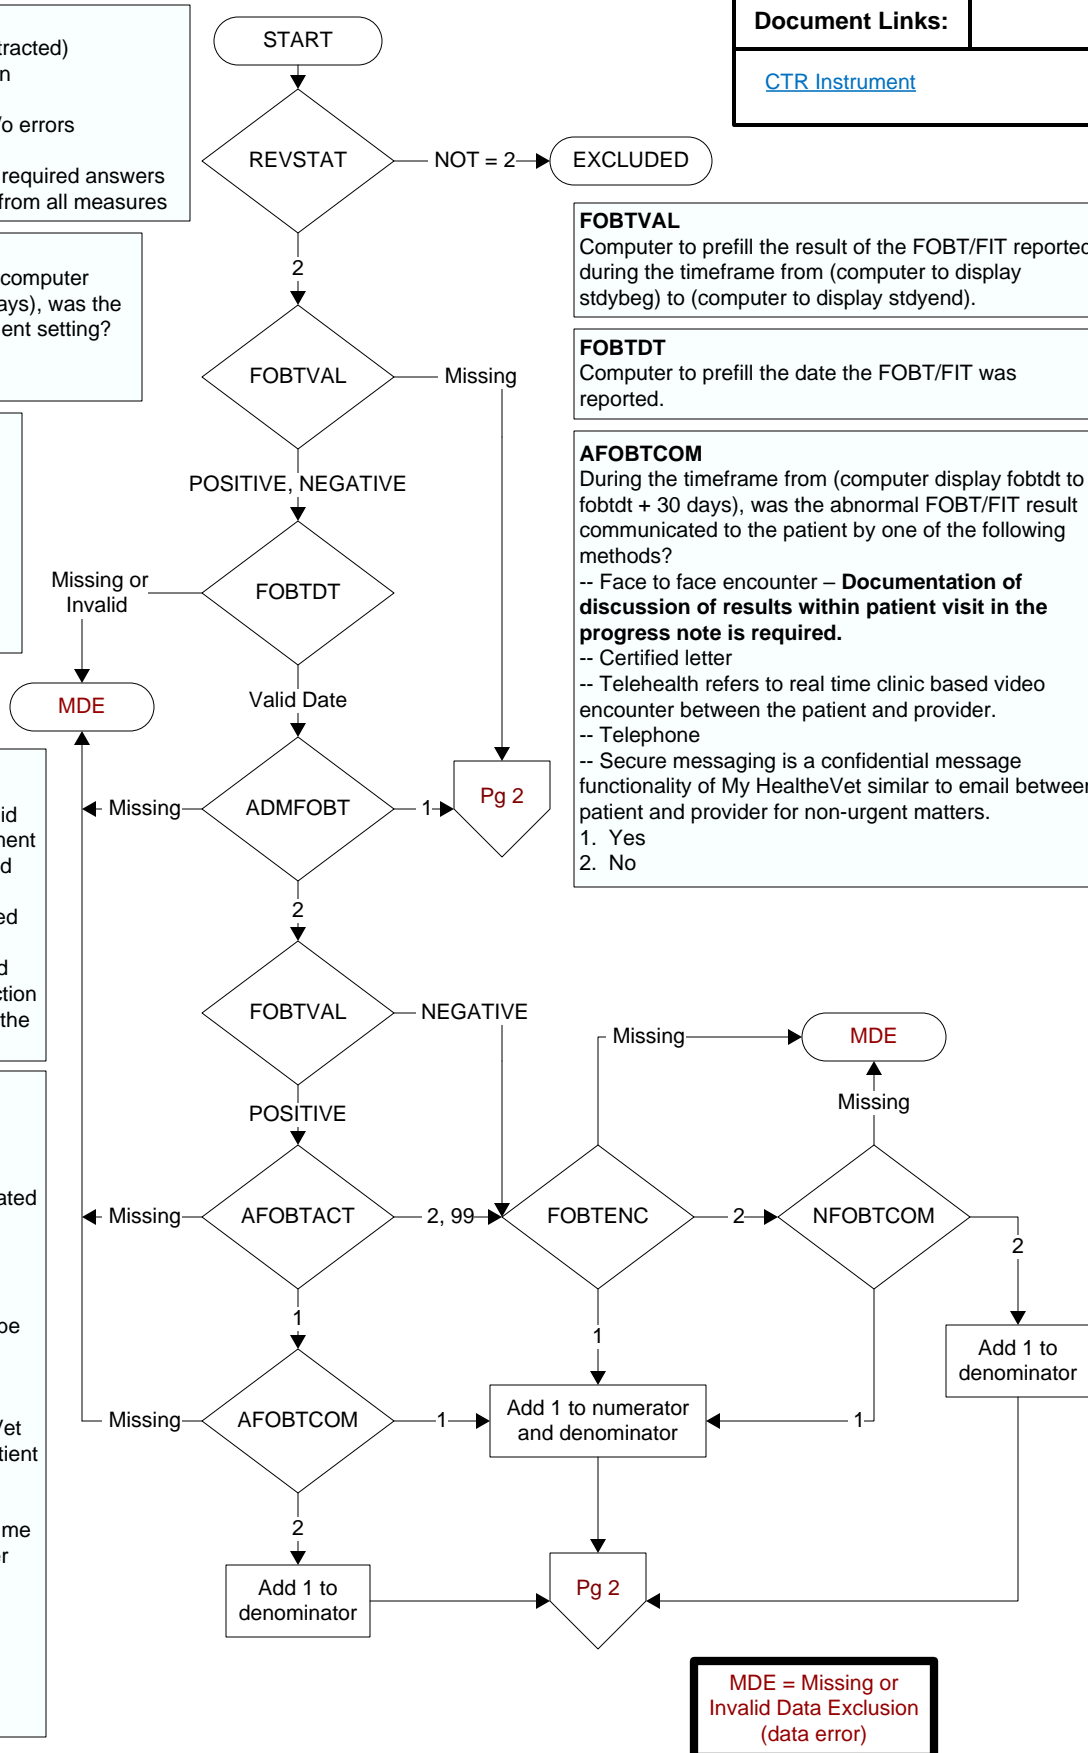 START
Document Links:
CTR Instrument
REVSTAT
NOT = 2
EXCLUDED
2
required answers
from all measures
errors
computer
was the
setting?
FOBTVAL
Computer to prefill the result of the FOBT/FIT reported
during the timeframe from (computer to display
stdybeg) to (computer to display stdyend).
FOBTDT
Computer to prefill the date the FOBT/FIT was
reported.
AFOBTCOM
During the timeframe from (computer display fobtdt to
fobtdt + 30 days), was the abnormal FOBT/FIT result
communicated to the patient by one of the following
methods?
-- Face to face encounter – Documentation of
discussion of results within patient visit in the
progress note is required.
-- Certified letter
-- Telehealth refers to real time clinic based video
encounter between the patient and provider.
-- Telephone
-- Secure messaging is a confidential message
functionality of My HealtheVet similar to email between
patient and provider for non-urgent matters.
1. Yes
2. No
FOBTVAL
Missing
POSITIVE, NEGATIVE
FOBTDT
Missing or
Invalid
MDE
Valid Date
ADMFOBT
Missing
1
Pg 2
2
FOBTVAL
NEGATIVE
POSITIVE
the
AFOBTACT
Missing
2, 99
FOBTENC
Missing
MDE
2
NFOBTCOM
Missing
2
1
1
1
AFOBTCOM
Missing
1
Add 1 to numerator
and denominator
Add 1 to
denominator
2
Add 1 to
denominator
Pg 2
MDE = Missing or
Invalid Data Exclusion
(data error)